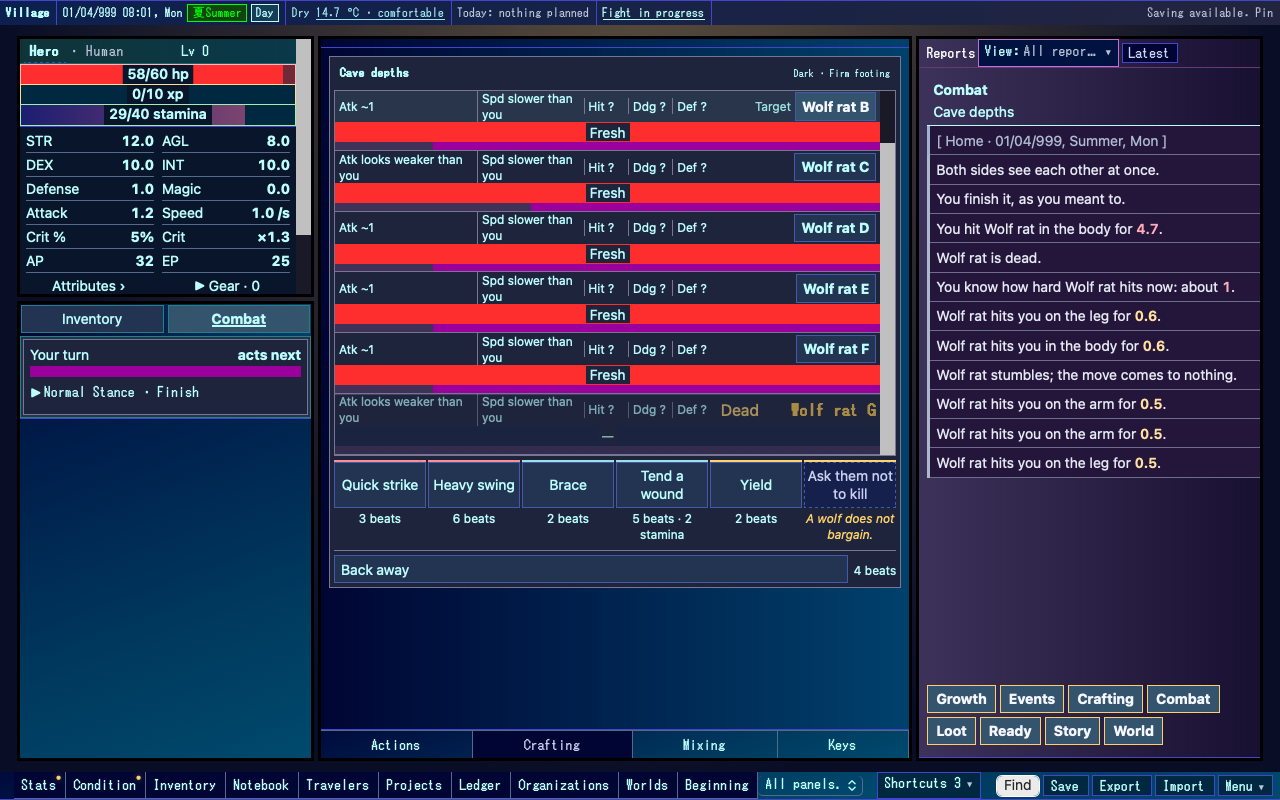 Village 01/04/999 08:01, Mon 夏Summer Day Dry 14.7 °C · comfortable Today: nothing planned Fight in progress Saving available. Pin
Hero · Human Lv 0
58/60 hp
0/10 xp
29/40 stamina
STR 12.0 AGL 8.0
DEX 10.0 INT 10.0
Defense 1.0 Magic 0.0
Attack 1.2 Speed 1.0 /s
Crit % 5% Crit ×1.3
AP 32 EP 25
Attributes › ▶ Gear · 0
Inventory Combat
Your turn acts next
▶Normal Stance · Finish
Cave depths Dark · Firm footing
Atk ~1 Spd slower than you Hit ? Ddg ? Def ? Target Wolf rat B
Fresh
Atk looks weaker than you Spd slower than you Hit ? Ddg ? Def ? Wolf rat C
Fresh
Atk ~1 Spd slower than you Hit ? Ddg ? Def ? Wolf rat D
Fresh
Atk ~1 Spd slower than you Hit ? Ddg ? Def ? Wolf rat E
Fresh
Atk ~1 Spd slower than you Hit ? Ddg ? Def ? Wolf rat F
Fresh
Atk looks weaker than you Spd slower than you Hit ? Ddg ? Def ? Dead Wolf rat G
—
Quick strike Heavy swing Brace Tend a wound Yield Ask them not to kill
3 beats 6 beats 2 beats 5 beats · 2 stamina 2 beats A wolf does not bargain.
Back away 4 beats
Actions Crafting Mixing Keys
Reports View: All repor… ▾ Latest
Combat
Cave depths
[ Home · 01/04/999, Summer, Mon ]
Both sides see each other at once.
You finish it, as you meant to.
You hit Wolf rat in the body for 4.7.
Wolf rat is dead.
You know how hard Wolf rat hits now: about 1.
Wolf rat hits you on the leg for 0.6.
Wolf rat hits you in the body for 0.6.
Wolf rat stumbles; the move comes to nothing.
Wolf rat hits you on the arm for 0.5.
Wolf rat hits you on the arm for 0.5.
Wolf rat hits you on the leg for 0.5.
Growth Events Crafting Combat
Loot Ready Story World
Stats Condition Inventory Notebook Travelers Projects Ledger Organizations Worlds Beginning All panels. Shortcuts 3 ▾ Find Save Export Import Menu ▾